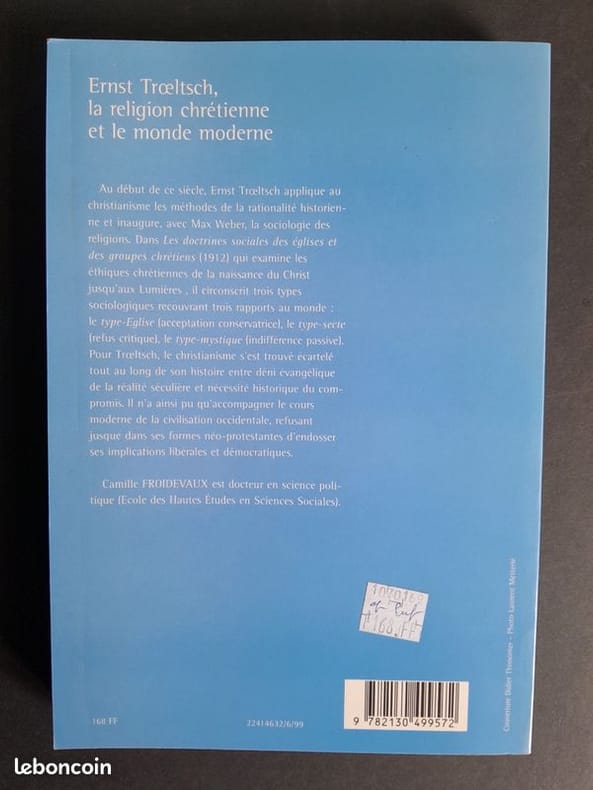 Ernst Trœltsch,
la religion chrétienne
et le monde moderne
Au début de ce siècle, Ernst Trœltsch applique au
christianisme les méthodes de la rationalité historien-
ne et inaugure, avec Max Weber, la sociologie des
religions. Dans Les doctrines sociales des églises et
des groupes chrétiens (1912) qui examine les
éthiques chrétiennes de la naissance du Christ
jusqu'aux Lumières , il circonscrit trois types
sociologiques recouvrant trois rapports au monde :
le type-Eglise (acceptation conservatrice), le type-secte
(refus critique), le type-mystique (indifférence passive).
Pour Trœltsch, le christianisme s'est trouvé écartelé
tout au long de son histoire entre déni évangélique
de la réalité séculière et nécessité historique du com-
promis. Il n'a ainsi pu qu'accompagner le cours
moderne de la civilisation occidentale, refusant
jusque dans ses formes néo-protestantes d'endosser
ses implications libérales et démocratiques.
Camille FROIDEVAUX est docteur en science poli-
tique (Ecole des Hautes Études en Sciences Sociales).
168.FF
Couverture Didier Thimonier – Photo Laurent
168 FF
22414632/6/99
9 782130 499572
leboncoin